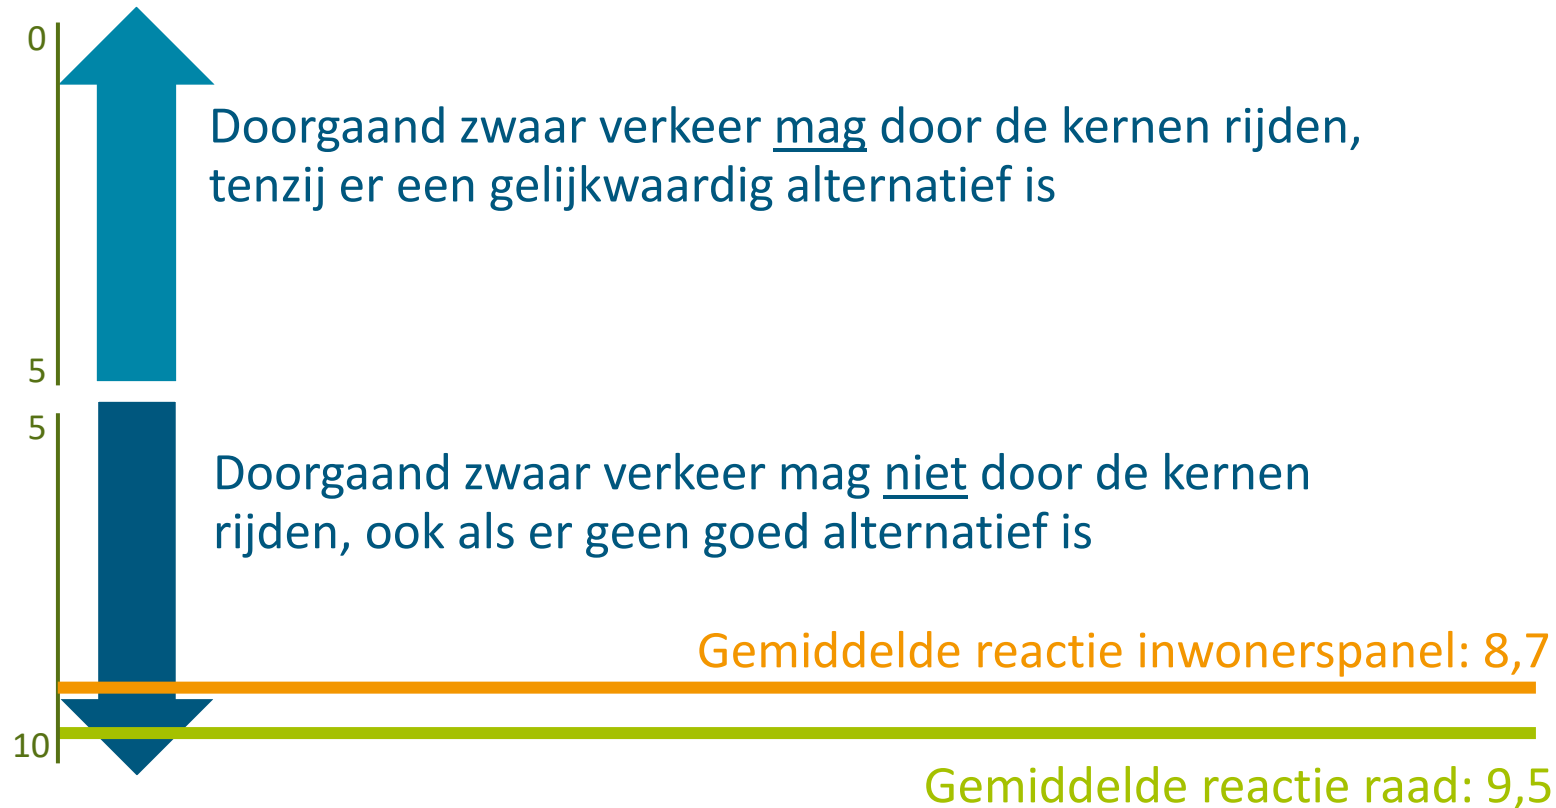 0
Doorgaand zwaar verkeer mag door de kernen rijden,
tenzij er een gelijkwaardig alternatief is
5
5
Doorgaand zwaar verkeer mag niet door de kernen
rijden, ook als er geen goed alternatief is
Gemiddelde reactie inwonerspanel: 8,7
10
Gemiddelde reactie raad: 9,5